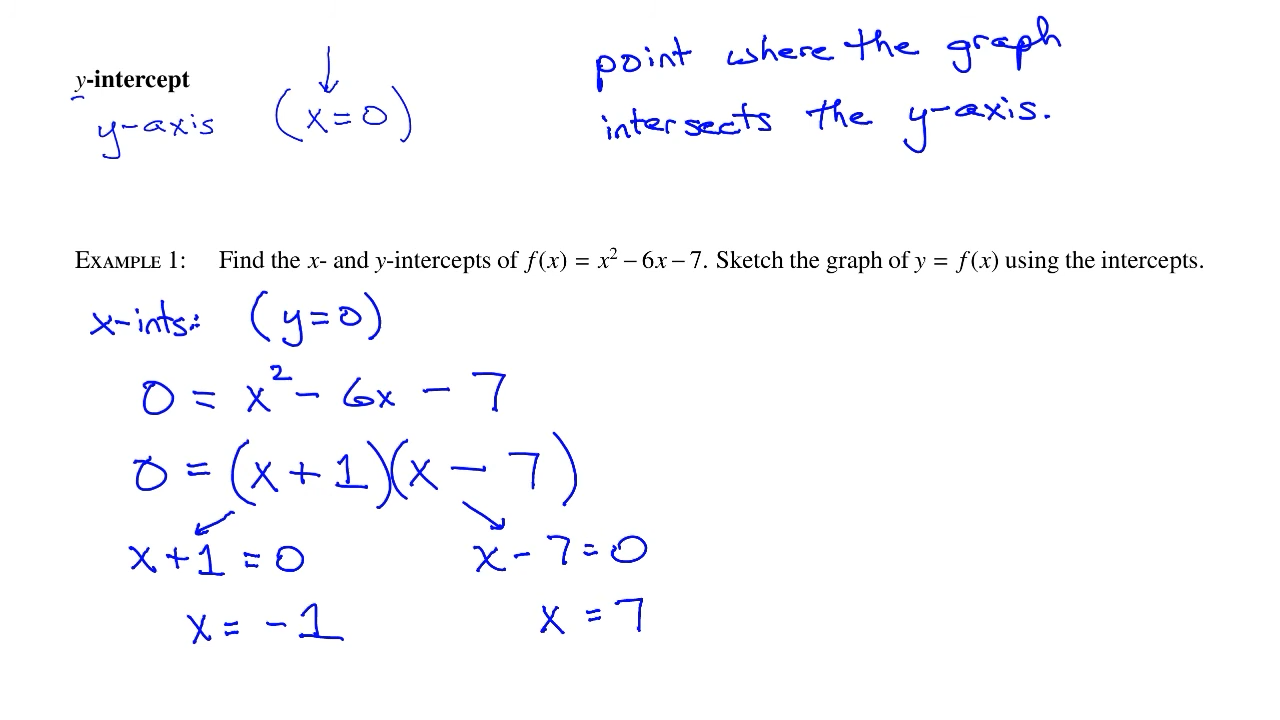 y-intercept
y-axis (x=0)
point where the graph
intersects the y-axis.
EXAMPLE 1: Find the x- and y-intercepts of f(x) = x² − 6x − 7. Sketch the graph of y = f(x) using the intercepts.
x-ints: (y=0)
0 = x² − 6x − 7
0 = (x + 1)(x − 7)
x+1 = 0 x − 7 = 0
x = −1 x = 7